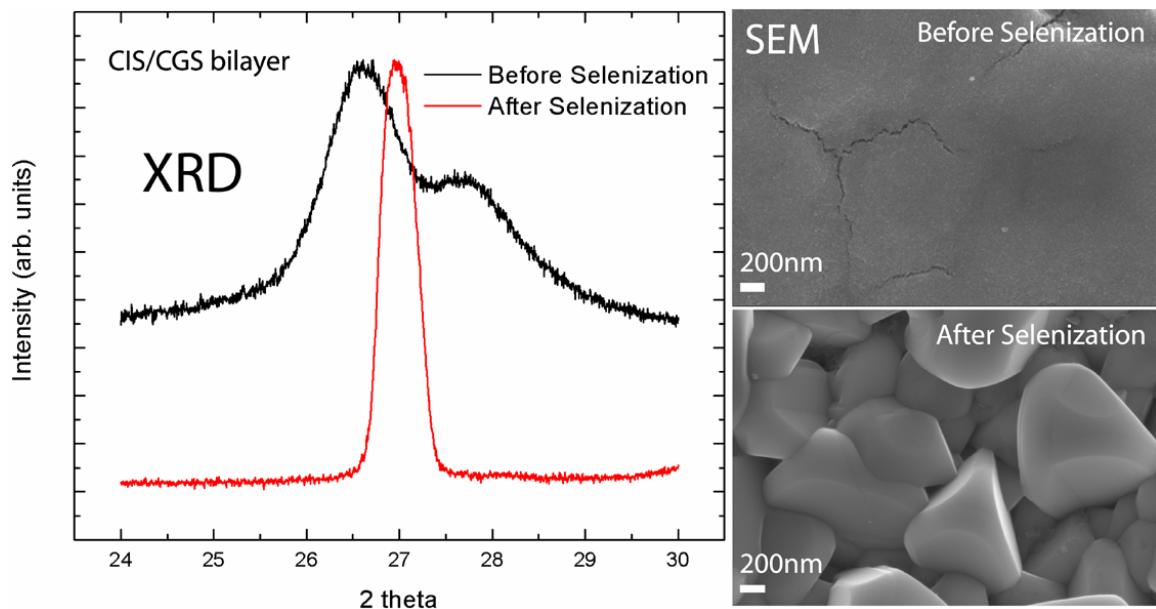 CIS/CGS bilayer
Before Selenization
After Selenization
XRD
Intensity (arb. units)
24 25 26 27 28 29 30
2 theta
SEM
Before Selenization
200nm
After Selenization
200nm